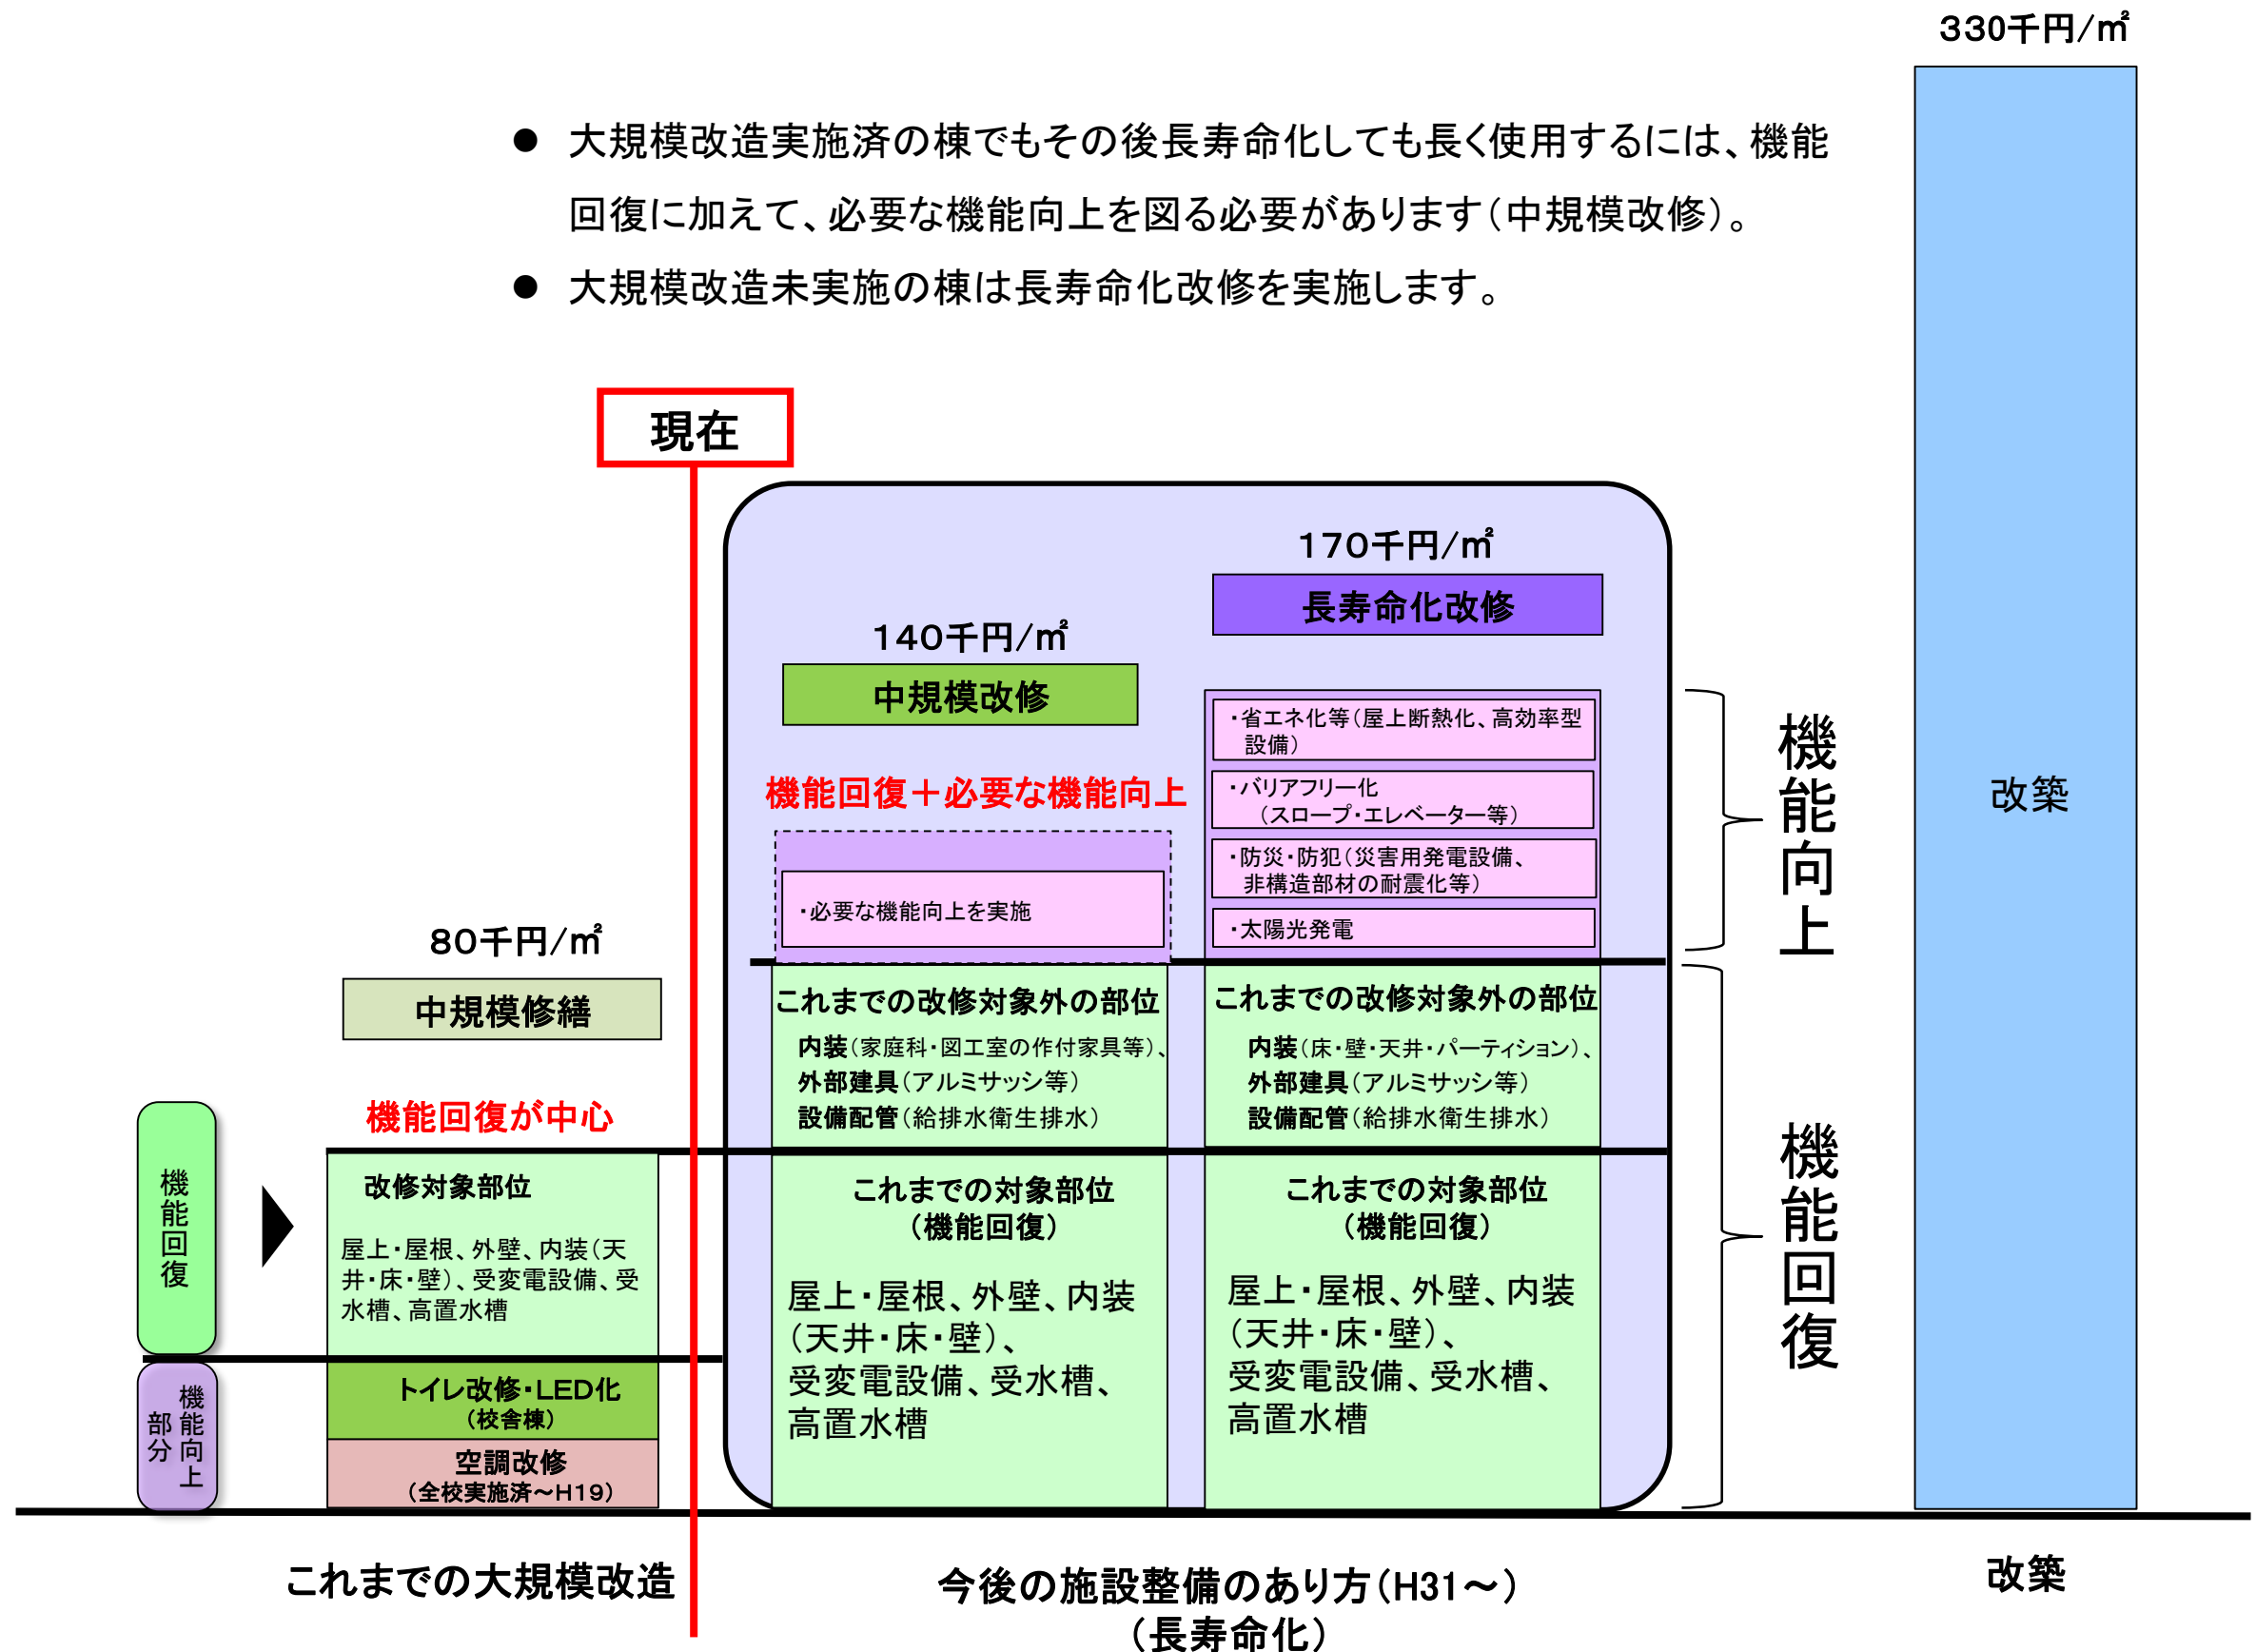 330千円/㎡
● 大規模改造実施済の棟でもその後長寿命化しても長く使用するには、機能
回復に加えて、必要な機能向上を図る必要があります（中規模改修）。
● 大規模改造未実施の棟は長寿命化改修を実施します。
現在
170千円/㎡
長寿命化改修
140千円/㎡
中規模改修
・省エネ化等（屋上断熱化、高効率型
設備）
・バリアフリー化
（スロープ・エレベーター等）
・防災・防犯（災害用発電設備、
非構造部材の耐震化等）
・太陽光発電
機能向上
改築
機能回復＋必要な機能向上
・必要な機能向上を実施
80千円/㎡
中規模修繕
機能回復が中心
これまでの改修対象外の部位
内装（家庭科・図工室の作付家具等）、
外部建具（アルミサッシ等）
設備配管（給排水衛生排水）
これまでの改修対象外の部位
内装（床・壁・天井・パーティション）、
外部建具（アルミサッシ等）
設備配管（給排水衛生排水）
機能回復
機能回復
改修対象部位
屋上・屋根、外壁、内装（天
井・床・壁）、受変電設備、受
水槽、高置水槽
これまでの対象部位
（機能回復）
屋上・屋根、外壁、内装
（天井・床・壁）、
受変電設備、受水槽、
高置水槽
これまでの対象部位
（機能回復）
屋上・屋根、外壁、内装
（天井・床・壁）、
受変電設備、受水槽、
高置水槽
機能向上
部分
トイレ改修・LED化
（校舎棟）
空調改修
（全校実施済～H19）
これまでの大規模改造
今後の施設整備のあり方（H31～）
（長寿命化）
改築